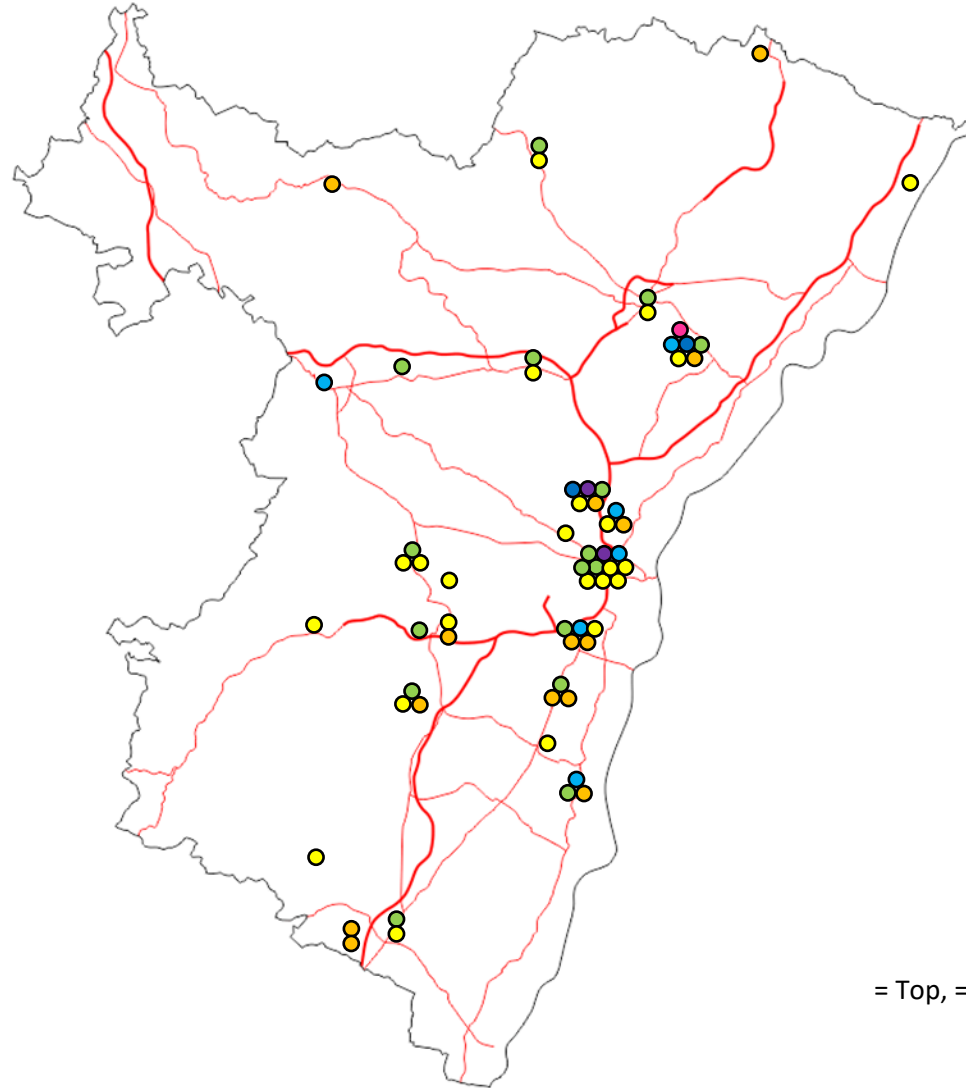 = Top, =